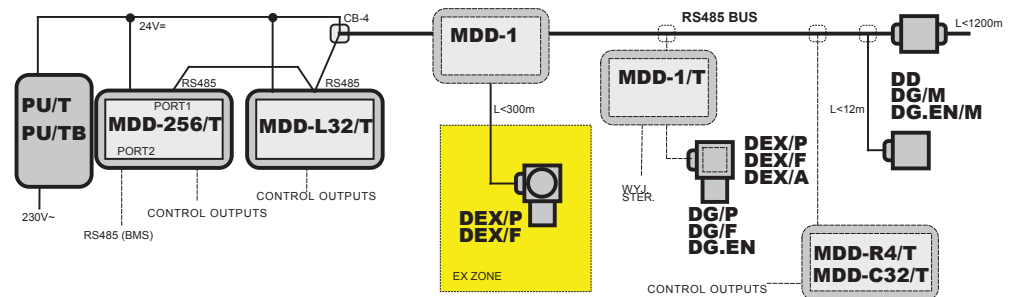 CB-4
24V=
RS485
RS485
PU/T
PU/TB
PORT1
MDD-256/T
PORT2
MDD-L32/T
230V~
RS485 (BMS)
CONTROL OUTPUTS
CONTROL OUTPUTS
MDD-1
L<300m
DEX/P
DEX/F
EX ZONE
RS485 BUS
MDD-1/T
WYJ.
STER.
DEX/P
DEX/F
DEX/A
DG/P
DG/F
DG.EN
L<1200m
L<12m
DD
DG/M
DG.EN/M
MDD-R4/T
MDD-C32/T
CONTROL OUTPUTS